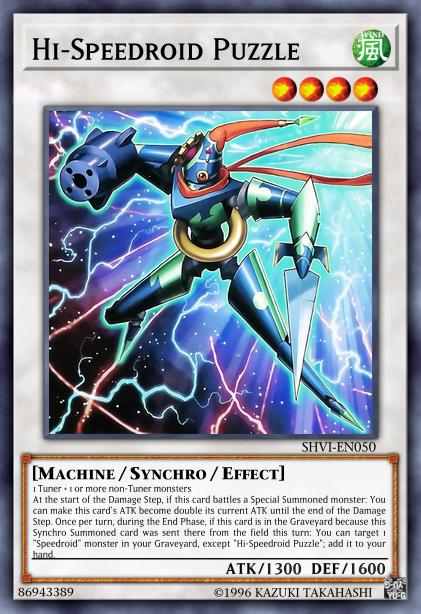 Hi-Speedroid Puzzle
WIND
風
SHVI-EN050
[Machine / Synchro / Effect]
1 Tuner + 1 or more non-Tuner monsters
At the start of the Damage Step, if this card battles a Special Summoned monster: You
can make this card's ATK become double its current ATK until the end of the Damage
Step. Once per turn, during the End Phase, if this card is in the Graveyard because this
Synchro Summoned card was sent there from the field this turn: You can target 1
"Speedroid" monster in your Graveyard, except "Hi-Speedroid Puzzle"; add it to your
hand.
ATK/1300 DEF/1600
86943389
©1996 KAZUKI TAKAHASHI